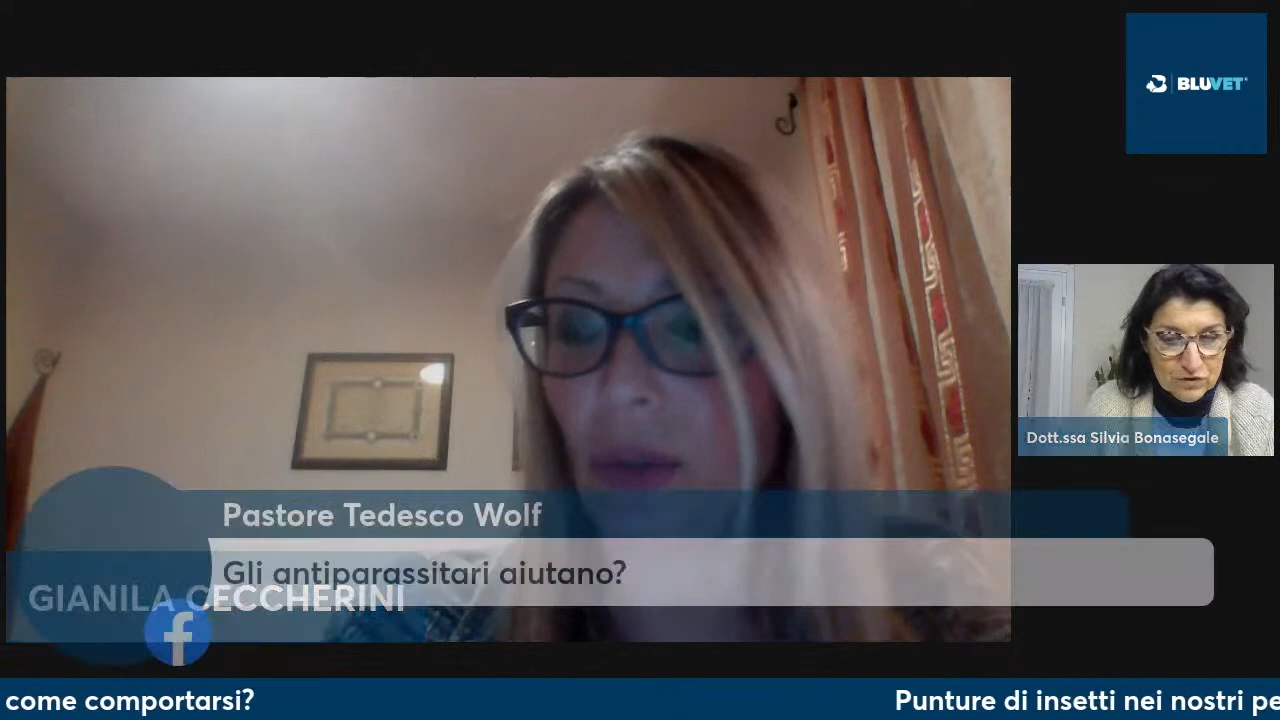 BLUVET
Dott.ssa Silvia Bonasegale
Pastore Tedesco Wolf
Gli antiparassitari aiutano?
GIANILA CECCHERINI
come comportarsi?
Punture di insetti nei nostri pe